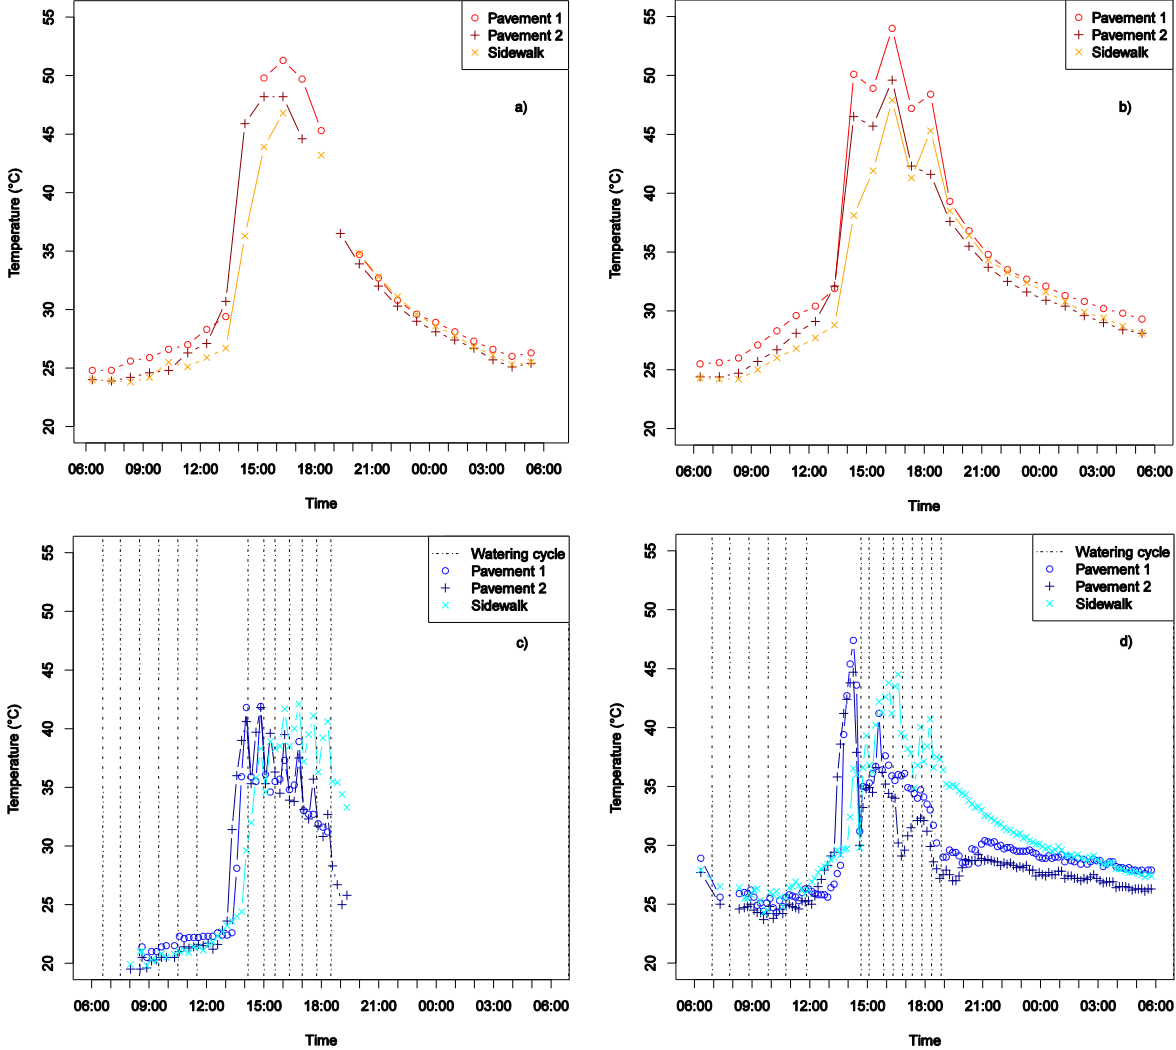 Pavement 1
Pavement 2
Sidewalk
a)
Temperature (°C)
55
50
45
40
35
30
25
20
06:00 09:00 12:00 15:00 18:00 21:00 00:00 03:00 06:00
Time
Pavement 1
Pavement 2
Sidewalk
b)
Temperature (°C)
55
50
45
40
35
30
25
20
06:00 09:00 12:00 15:00 18:00 21:00 00:00 03:00 06:00
Time
Watering cycle
Pavement 1
Pavement 2
Sidewalk
c)
Temperature (°C)
55
50
45
40
35
30
25
20
06:00 09:00 12:00 15:00 18:00 21:00 00:00 03:00 06:00
Time
Watering cycle
Pavement 1
Pavement 2
Sidewalk
d)
Temperature (°C)
55
50
45
40
35
30
25
20
06:00 09:00 12:00 15:00 18:00 21:00 00:00 03:00 06:00
Time